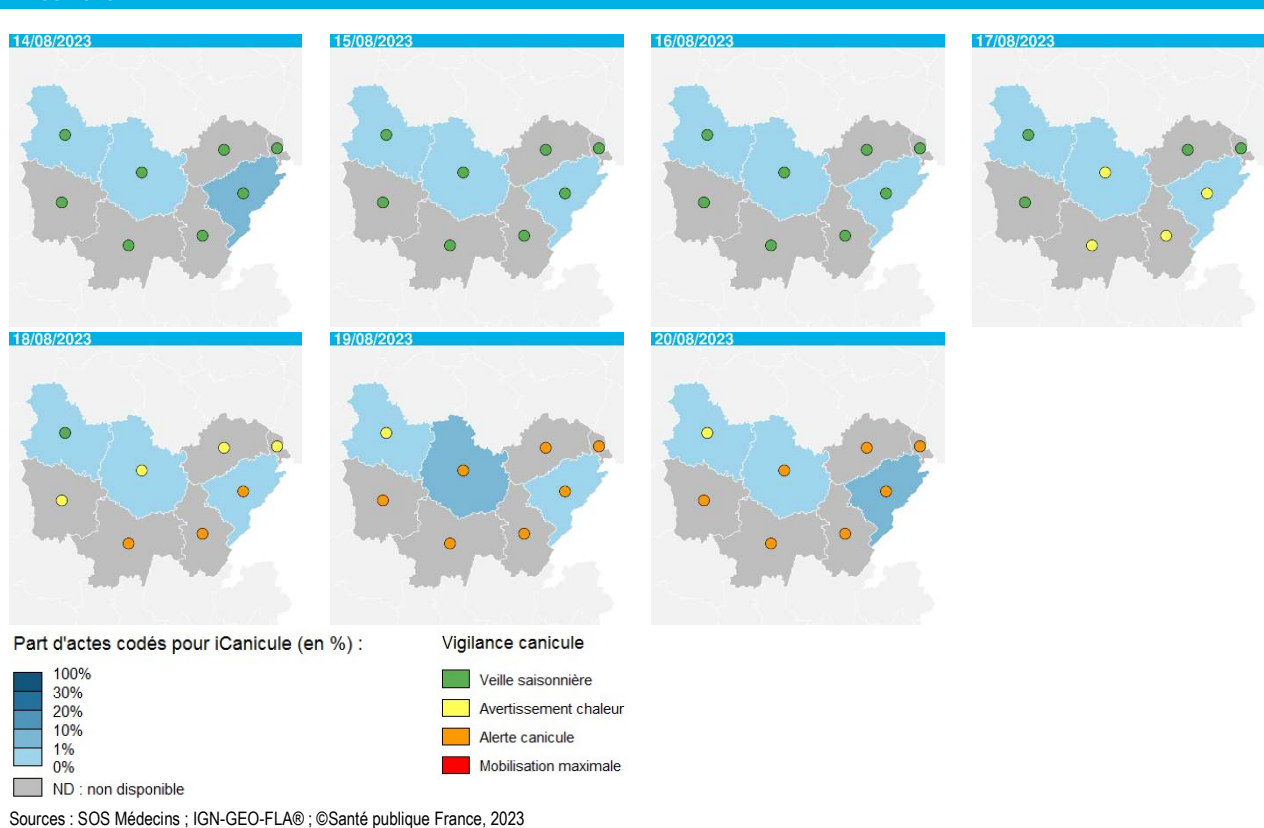 14/08/2023
15/08/2023
16/08/2023
17/08/2023
18/08/2023
19/08/2023
20/08/2023
Part d'actes codés pour iCanicule (en %) :
100%
30%
20%
10%
1%
0%
ND : non disponible
Vigilance canicule
Veille saisonnière
Avertissement chaleur
Alerte canicule
Mobilisation maximale
Sources : SOS Médecins ; IGN-GEO-FLA® ; ©Santé publique France, 2023